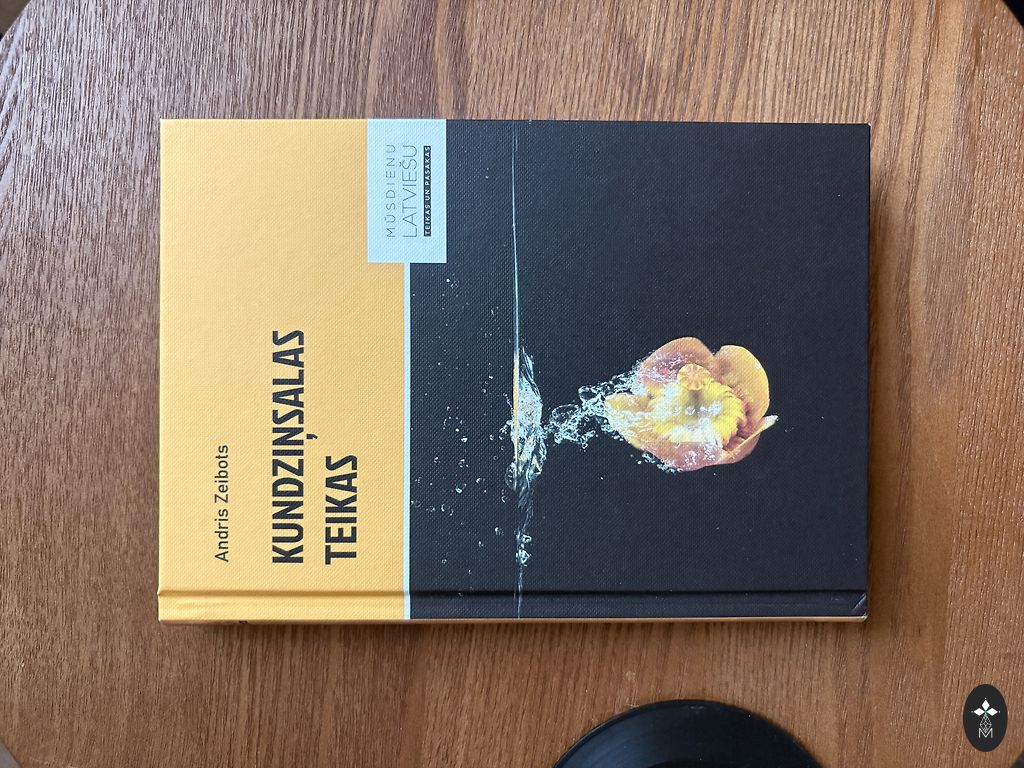 Andris Zeibots
KUNDZIŅSALAS
TEIKAS
MŪSDIENU
LATVIEŠU
TEIKAS UN PASAKAS